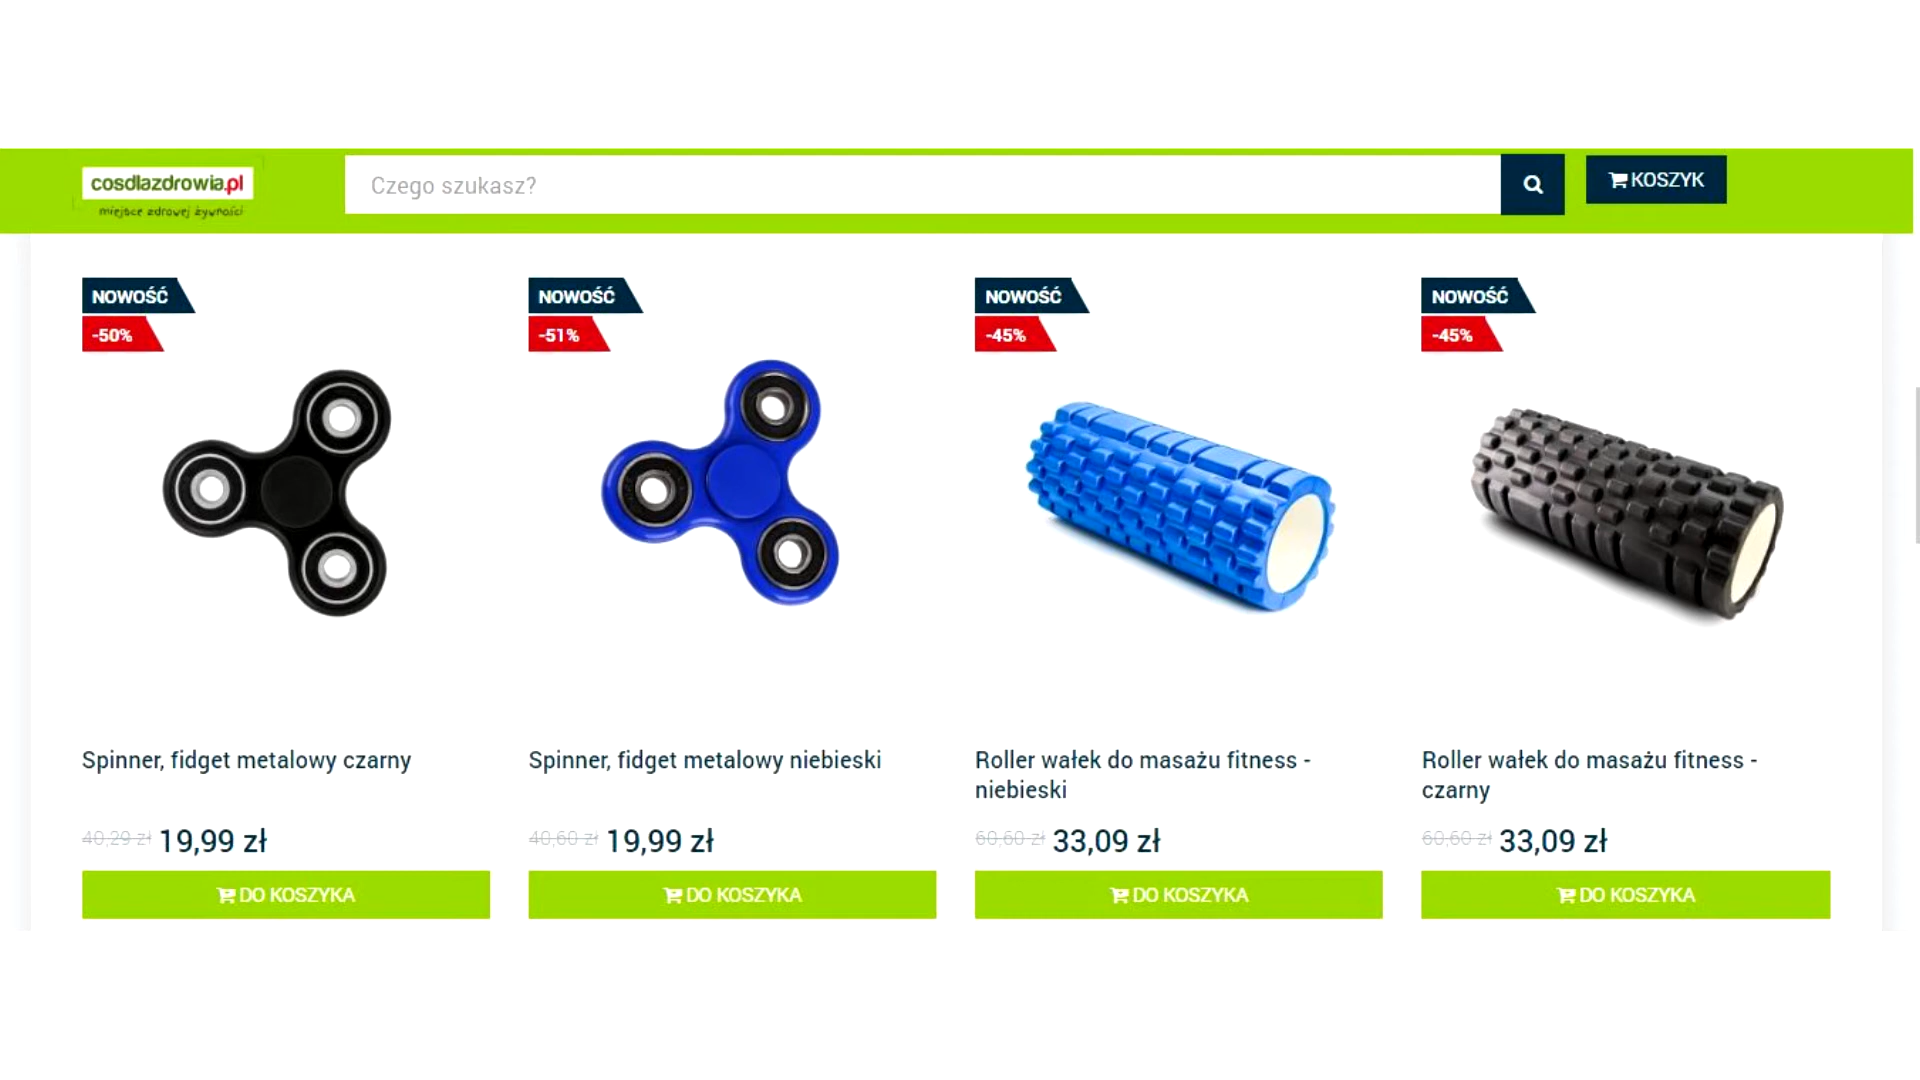 cosdlazdrowia.pl
miejsce zdrowej żywności
Czego szukasz?
KOSZYK
NOWOŚĆ
-50%
Spinner, fidget metalowy czarny
40,29 zł 19,99 zł
DO KOSZYKA
NOWOŚĆ
-51%
Spinner, fidget metalowy niebieski
40,60 zł 19,99 zł
DO KOSZYKA
NOWOŚĆ
-45%
Roller wałek do masażu fitness -
niebieski
60,60 zł 33,09 zł
DO KOSZYKA
NOWOŚĆ
-45%
Roller wałek do masażu fitness -
czarny
60,60 zł 33,09 zł
DO KOSZYKA